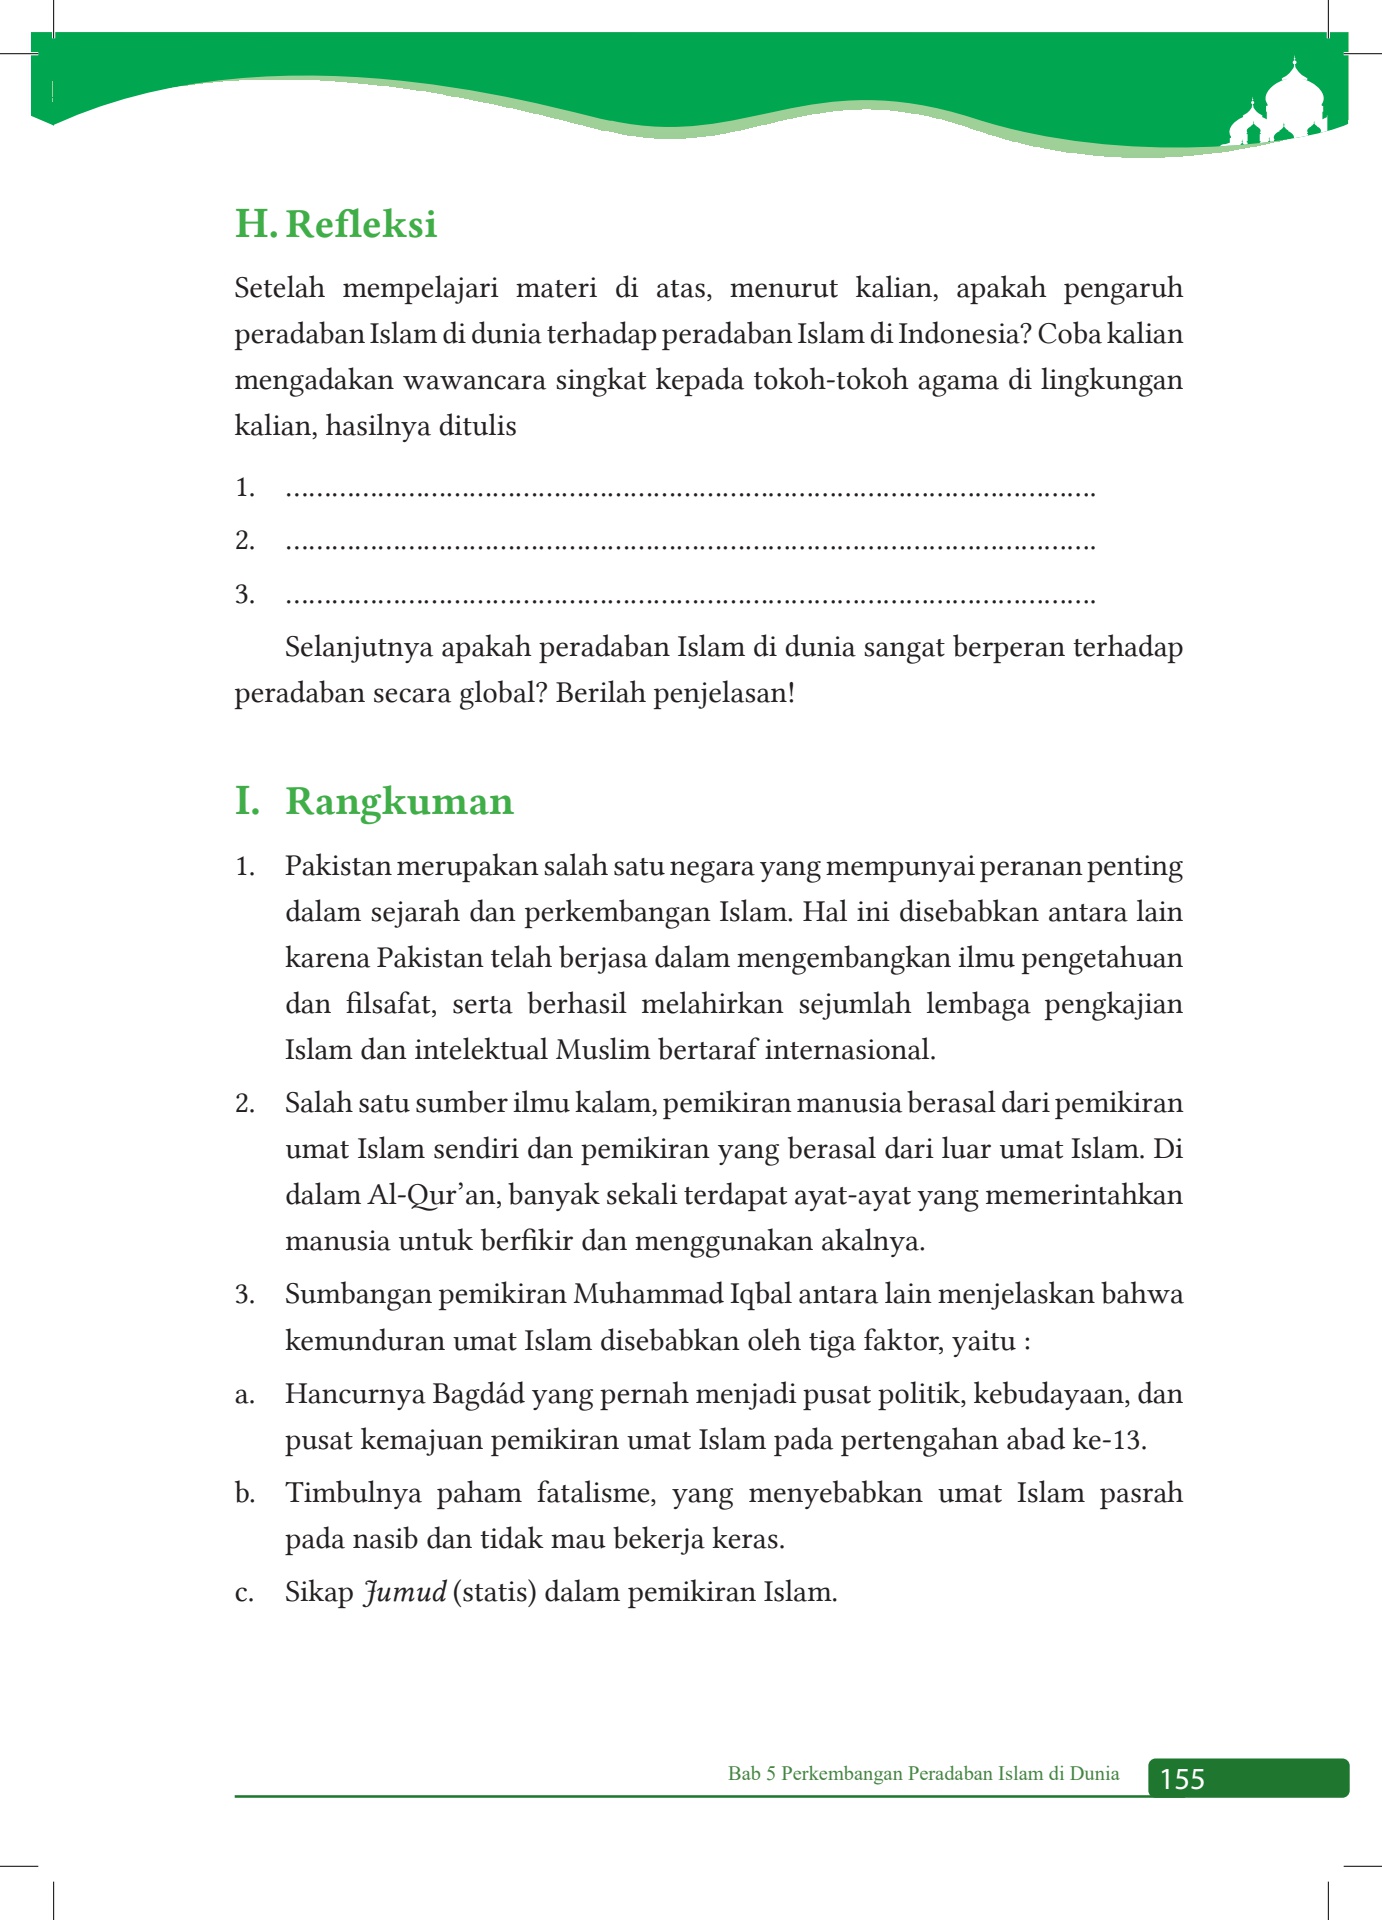 H. Refleksi
Setelah mempelajari materi di atas, menurut kalian, apakah pengaruh
peradaban Islam di dunia terhadap peradaban Islam di Indonesia? Coba kalian
mengadakan wawancara singkat kepada tokoh-tokoh agama di lingkungan
kalian, hasilnya ditulis
1. ................................................................................................
2. ................................................................................................
3. ................................................................................................
Selanjutnya apakah peradaban Islam di dunia sangat berperan terhadap
peradaban secara global? Berilah penjelasan!
I. Rangkuman
1. Pakistan merupakan salah satu negara yang mempunyai peranan penting
dalam sejarah dan perkembangan Islam. Hal ini disebabkan antara lain
karena Pakistan telah berjasa dalam mengembangkan ilmu pengetahuan
dan filsafat, serta berhasil melahirkan sejumlah lembaga pengkajian
Islam dan intelektual Muslim bertaraf internasional.
2. Salah satu sumber ilmu kalam, pemikiran manusia berasal dari pemikiran
umat Islam sendiri dan pemikiran yang berasal dari luar umat Islam. Di
dalam Al-Qur’an, banyak sekali terdapat ayat-ayat yang memerintahkan
manusia untuk berfikir dan menggunakan akalnya.
3. Sumbangan pemikiran Muhammad Iqbal antara lain menjelaskan bahwa
kemunduran umat Islam disebabkan oleh tiga faktor, yaitu :
a. Hancurnya Bagdád yang pernah menjadi pusat politik, kebudayaan, dan
pusat kemajuan pemikiran umat Islam pada pertengahan abad ke-13.
b. Timbulnya paham fatalisme, yang menyebabkan umat Islam pasrah
pada nasib dan tidak mau bekerja keras.
c. Sikap Jumud (statis) dalam pemikiran Islam.
Bab 5 Perkembangan Peradaban Islam di Dunia 155